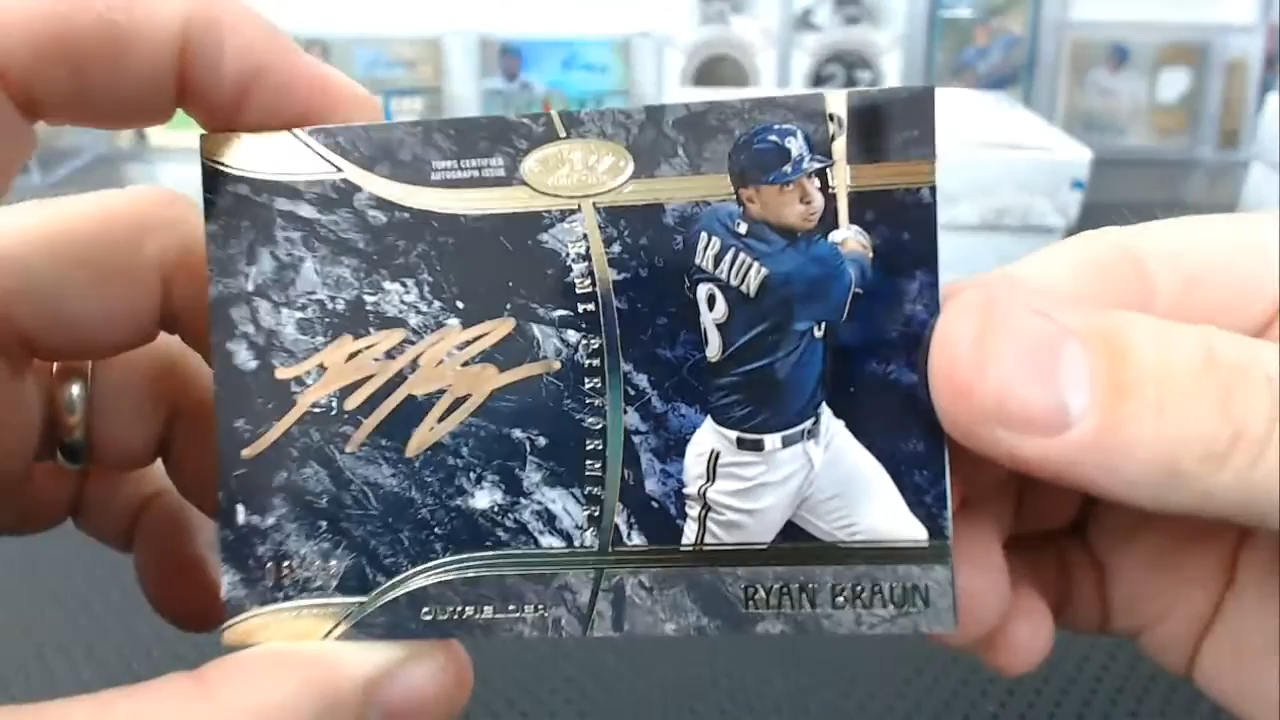 TOPPS CERTIFIED
AUTOGRAPH ISSUE
PRIME PERFORMERS
BRAUN
8
OUTFIELDER
RYAN BRAUN